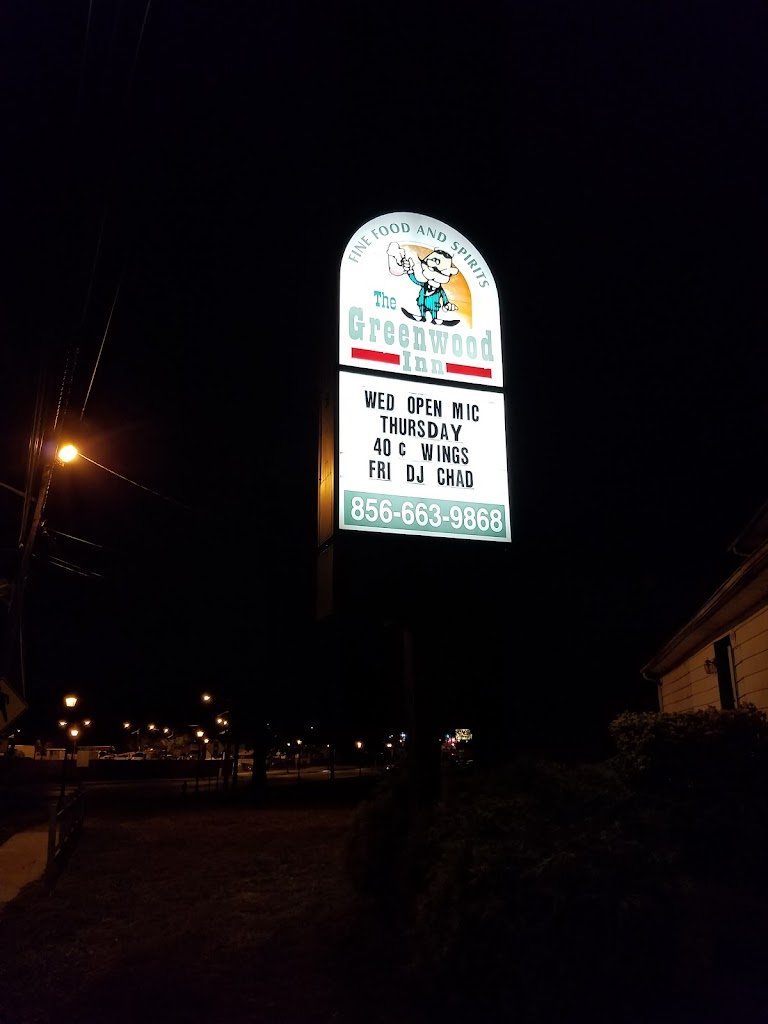 FINE FOOD AND SPIRITS
The
Greenwood
Inn
WED OPEN MIC
THURSDAY
40¢ WINGS
FRI DJ CHAD
856-663-9868